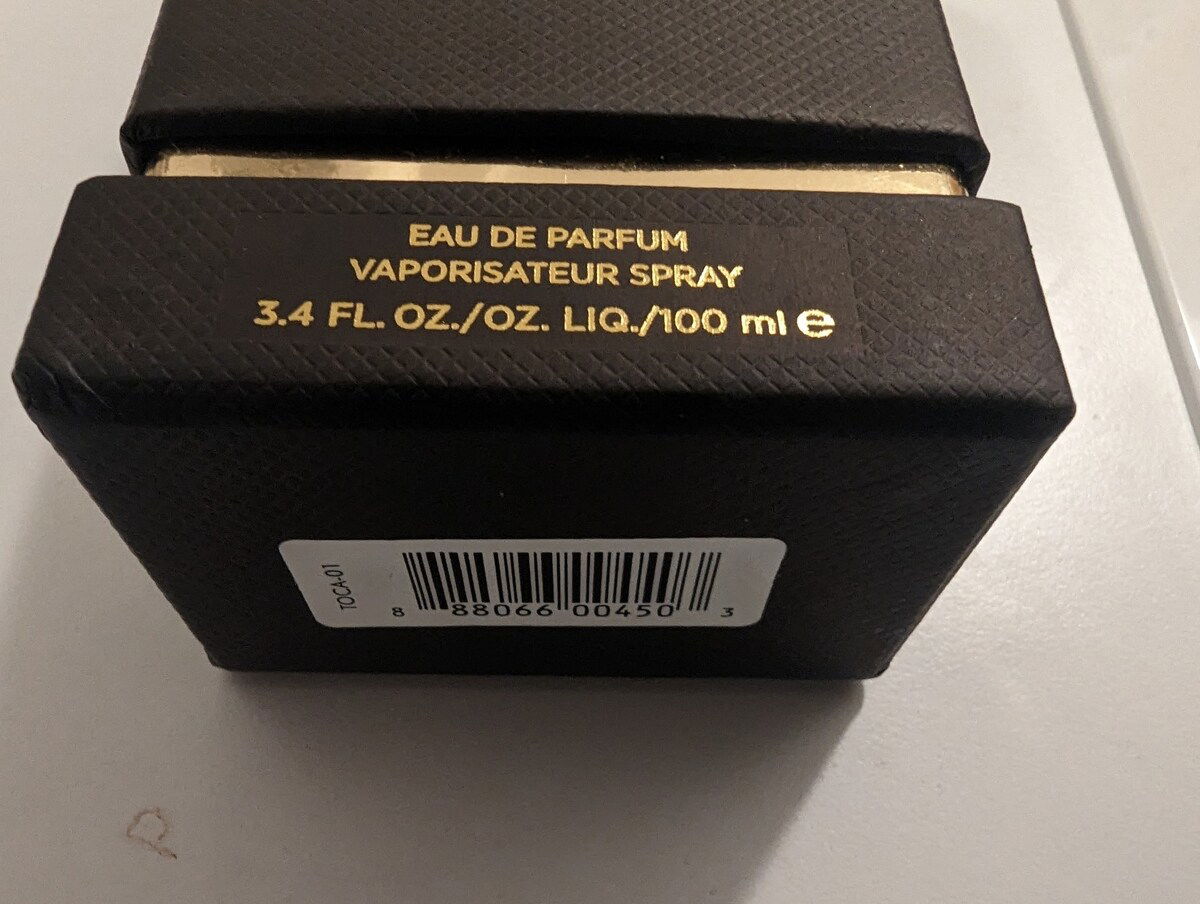 EAU DE PARFUM
VAPORISATEUR SPRAY
3.4 FL. OZ./OZ. LIQ./100 ml ℮
TOCA-01
8 88066 00450 3